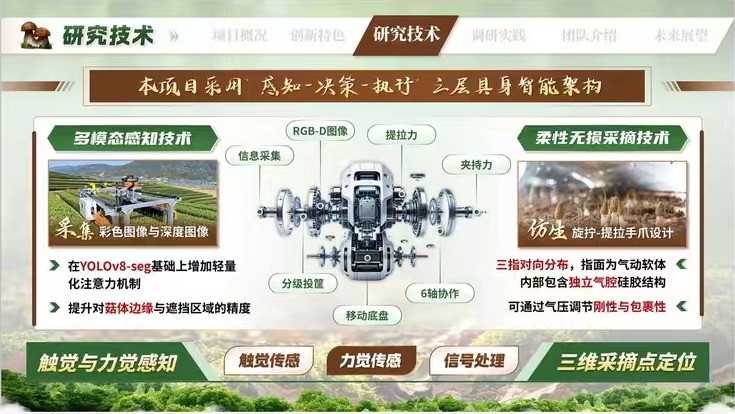 研究技术
项目概况 创新特色 研究技术 调研实践 团队介绍 未来展望
本项目采用“感知-决策-执行”三层具身智能架构
多模态感知技术
采集 彩色图像与深度图像
在YOLOv8-seg基础上增加轻量
化注意力机制
提升对菇体边缘与遮挡区域的精度
RGB-D图像
提拉力
信息采集
夹持力
分级投筐
6轴协作
移动底盘
柔性无损采摘技术
仿生 旋拧-提拉手爪设计
三指对向分布，指面为气动软体
内部包含独立气腔硅胶结构
可通过气压调节刚性与包裹性
触觉与力觉感知
触觉传感 力觉传感 信号处理
三维采摘点定位